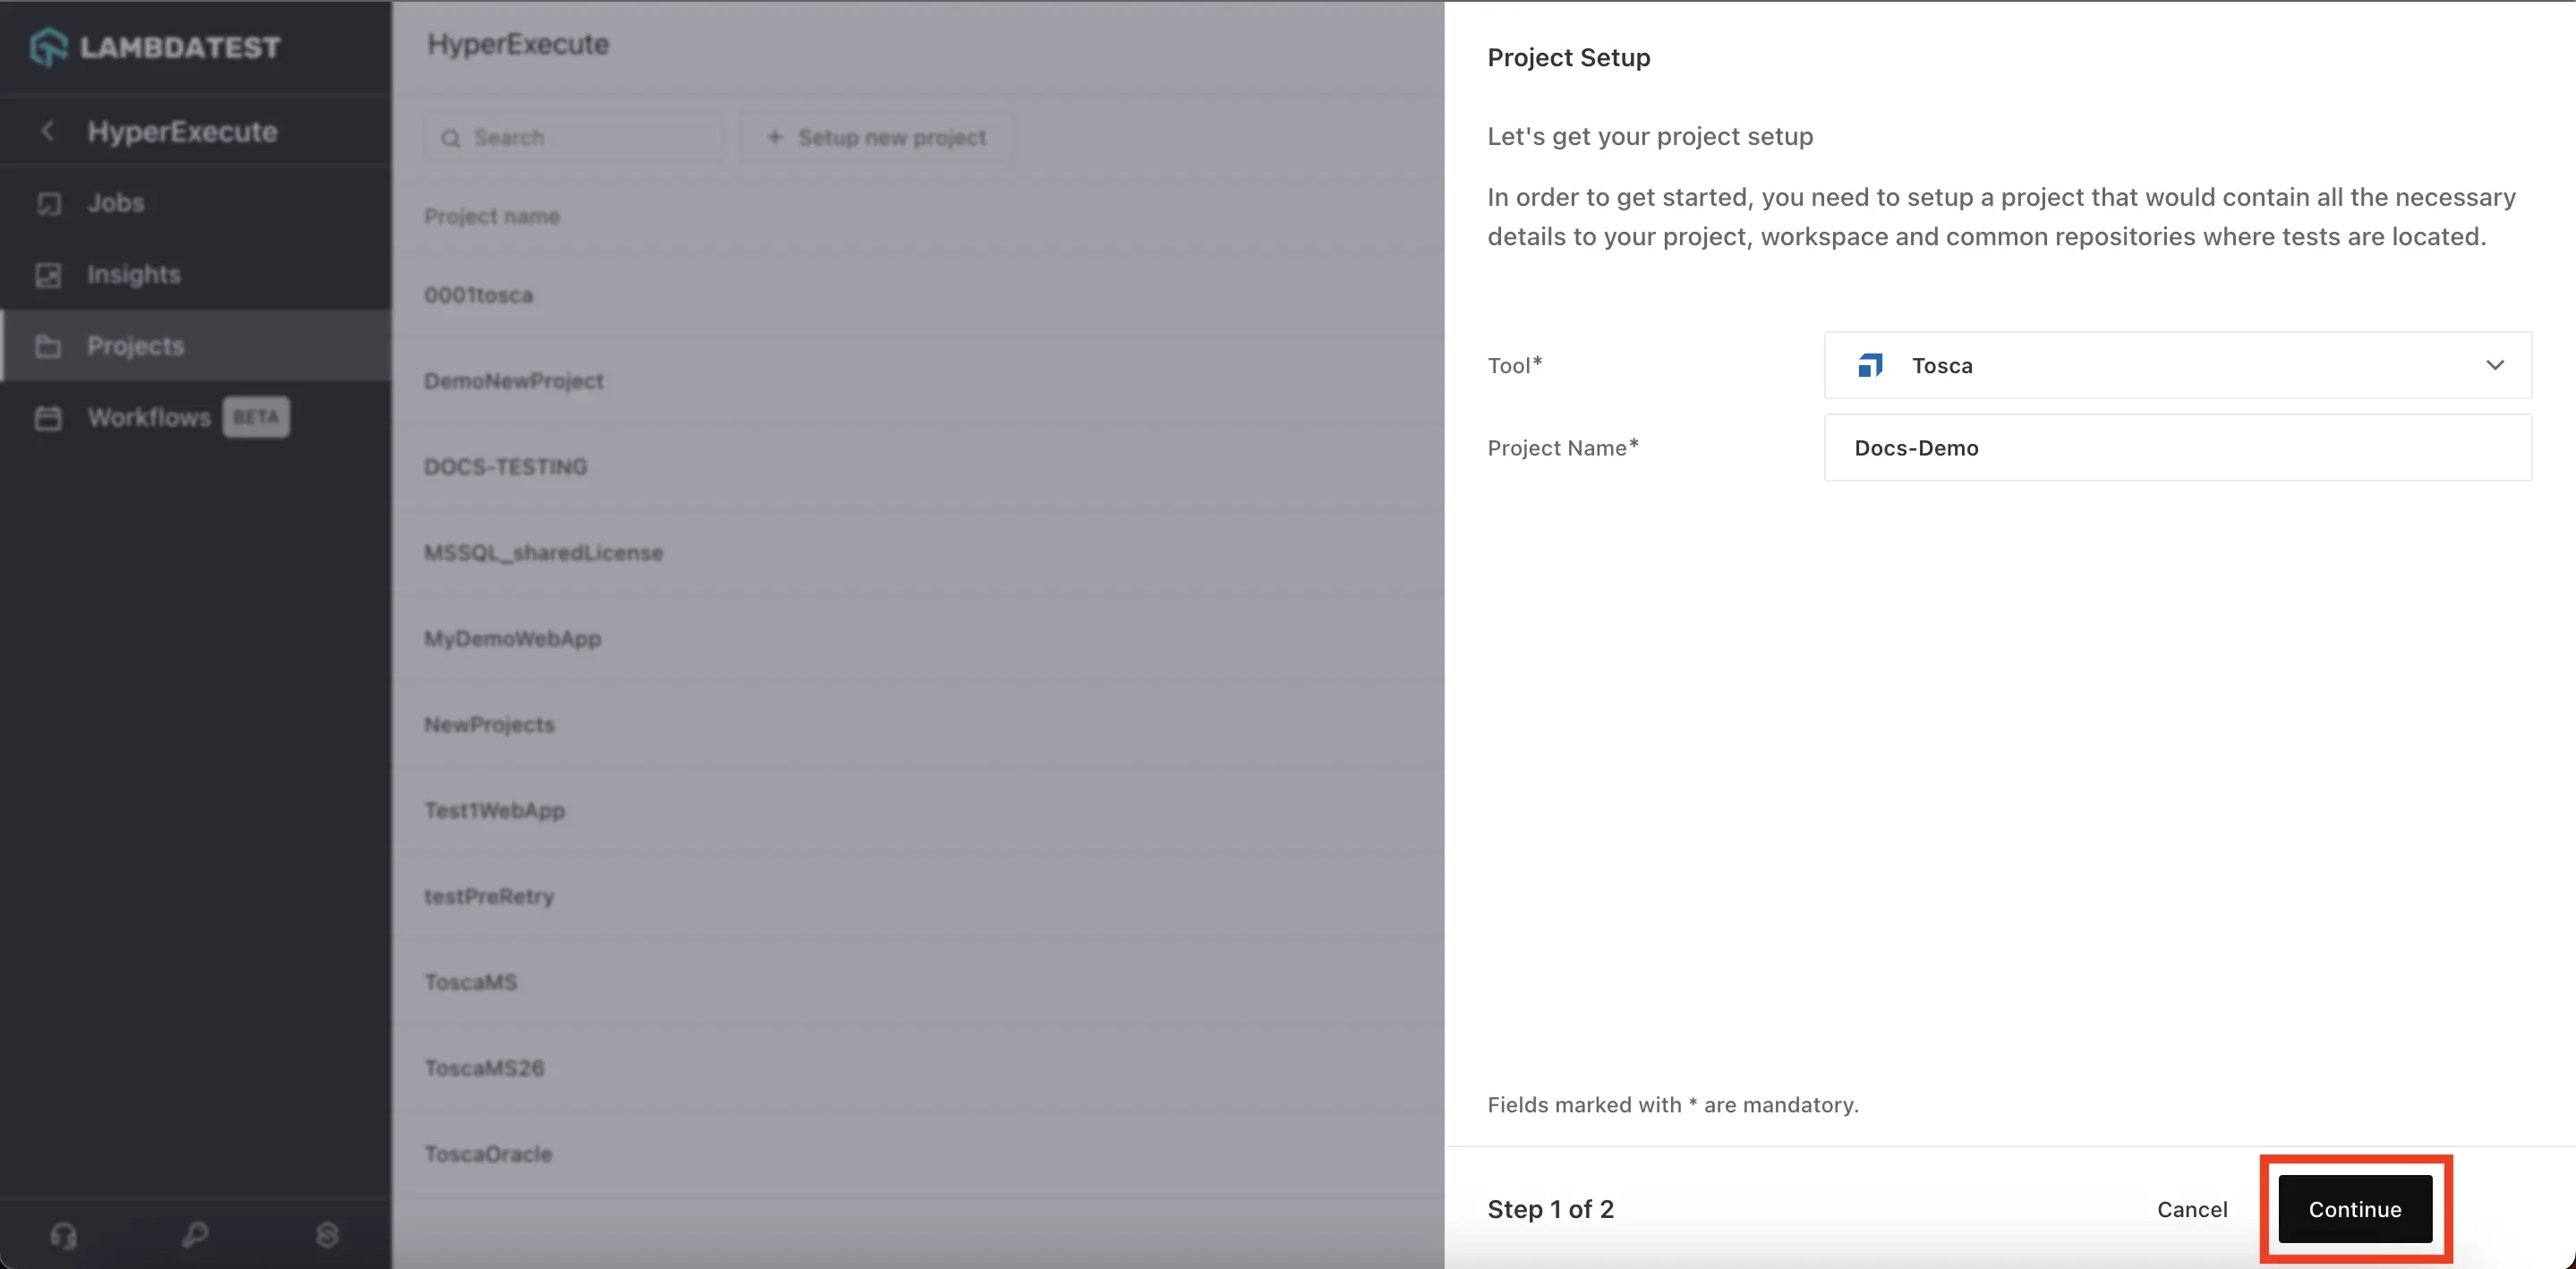 LAMBDATEST
HyperExecute
Jobs
Insights
Projects
Workflows BETA
HyperExecute
Search
+ Setup new project
Project name
0001tosca
DemoNewProject
DOCS-TESTING
MSSQL_sharedLicense
MyDemoWebApp
NewProjects
Test1WebApp
testPreRetry
ToscaMS
ToscaMS26
ToscaOracle
Project Setup
Let's get your project setup
In order to get started, you need to setup a project that would contain all the necessary
details to your project, workspace and common repositories where tests are located.
Tool*
Tosca
Project Name*
Docs-Demo
Fields marked with * are mandatory.
Step 1 of 2
Cancel
Continue